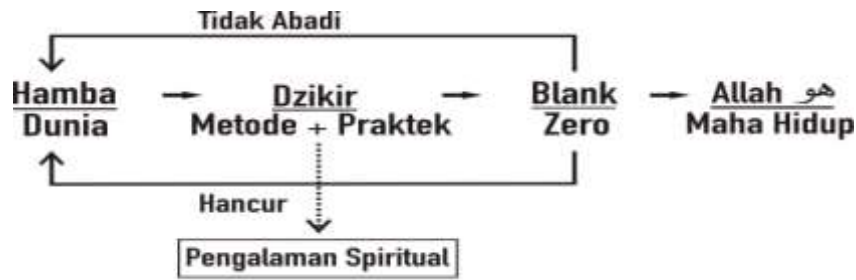 Tidak Abadi
Hamba Dzikir Blank Allah هو
Dunia Metode + Praktek Zero Maha Hidup
Hancur
Pengalaman Spiritual